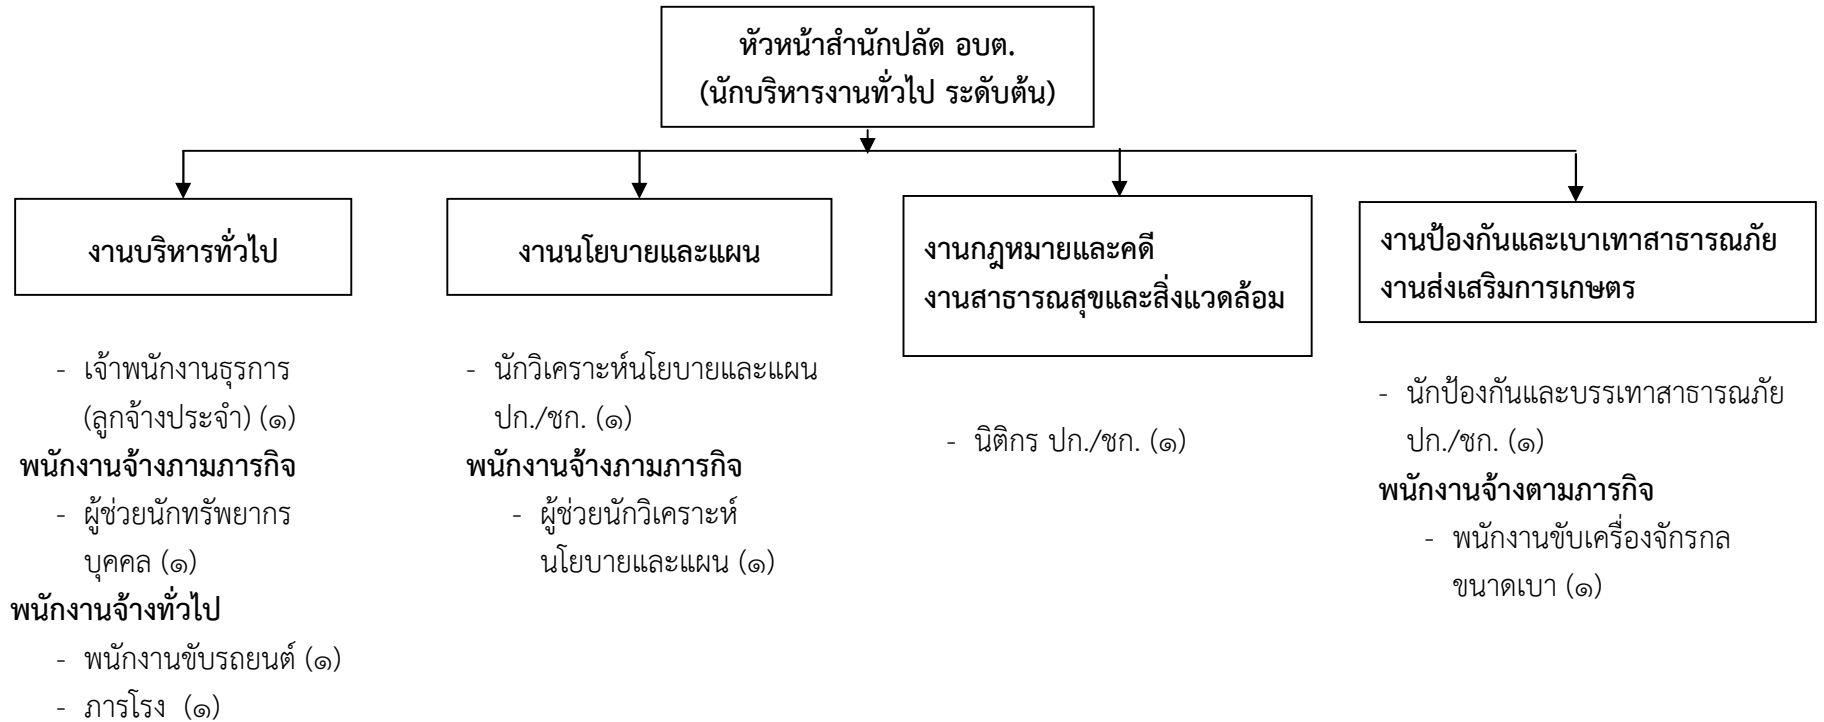 หัวหน้าสำนักปลัด อบต.
(นักบริหารงานทั่วไป ระดับต้น)
งานบริหารทั่วไป
- เจ้าพนักงานธุรการ
(ลูกจ้างประจำ) (๑)
พนักงานจ้างภามภารกิจ
- ผู้ช่วยนักทรัพยากร
บุคคล (๑)
พนักงานจ้างทั่วไป
- พนักงานขับรถยนต์ (๑)
- ภารโรง (๑)
งานนโยบายและแผน
- นักวิเคราะห์นโยบายและแผน
ปก./ชก. (๑)
พนักงานจ้างภามภารกิจ
- ผู้ช่วยนักวิเคราะห์
นโยบายและแผน (๑)
งานกฎหมายและคดี
งานสาธารณสุขและสิ่งแวดล้อม
- นิติกร ปก./ชก. (๑)
งานป้องกันและเบาเทาสาธารณภัย
งานส่งเสริมการเกษตร
- นักป้องกันและบรรเทาสาธารณภัย
ปก./ชก. (๑)
พนักงานจ้างตามภารกิจ
- พนักงานขับเครื่องจักรกล
ขนาดเบา (๑)